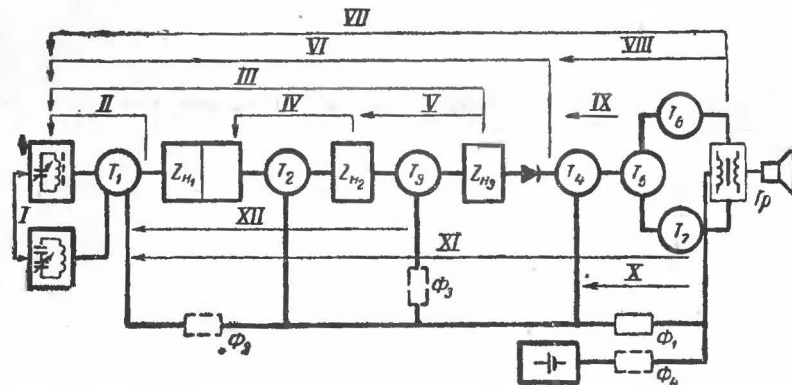 VII
VI
VIII
III
II
IV
V
IX
T₆
T₁
Zн₁
T₂
Zн₂
T₃
Zн₃
T₄
T₅
Гр
I
XII
XI
T₇
X
Ф₃
Ф₂
Ф₁
Ф₄